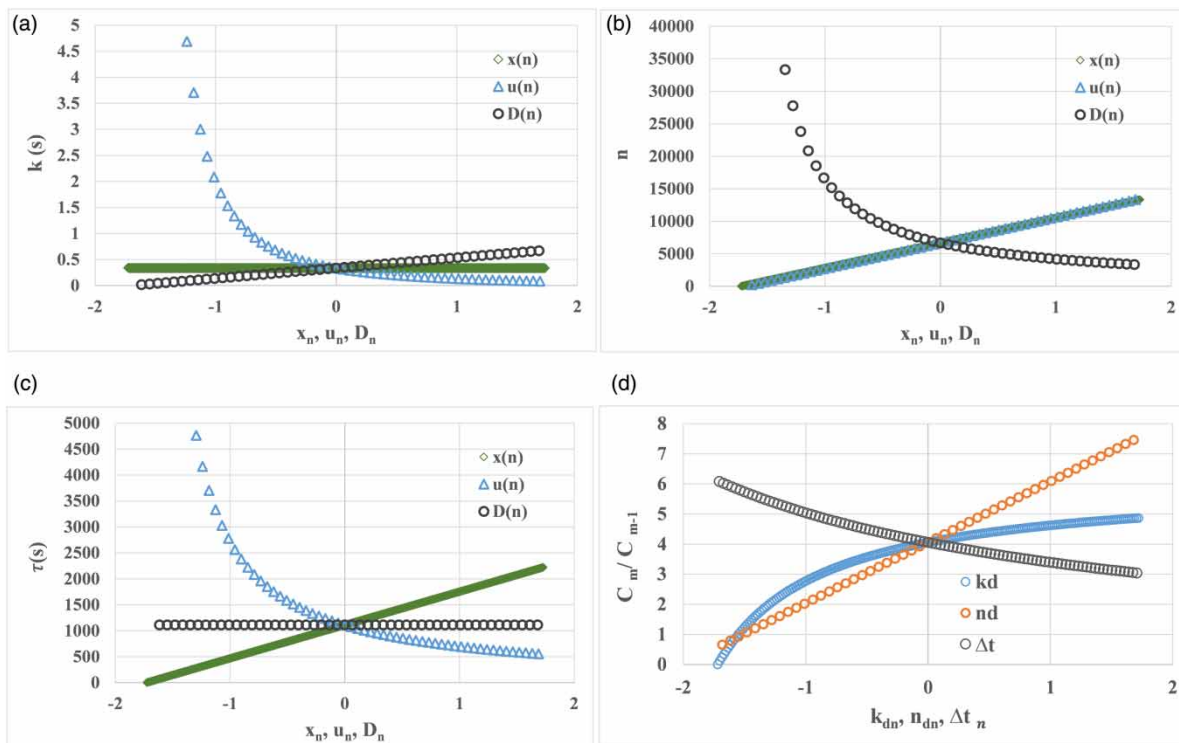 (a)
5
4.5
4
3.5
3
2.5
2
1.5
1
0.5
0
k (s)
x(n)
u(n)
D(n)
-2 -1 0 1 2
xn, un, Dn
(b)
40000
35000
30000
25000
20000
15000
10000
5000
0
n
x(n)
u(n)
D(n)
-2 -1 0 1 2
xn, un, Dn
(c)
5000
4500
4000
3500
3000
2500
2000
1500
1000
500
0
τ(s)
x(n)
u(n)
D(n)
-2 -1 0 1 2
xn, un, Dn
(d)
8
7
6
5
4
3
2
1
0
C m/ C m-1
kd
nd
Δt
-2 -1 0 1 2
kdn, ndn, Δt n